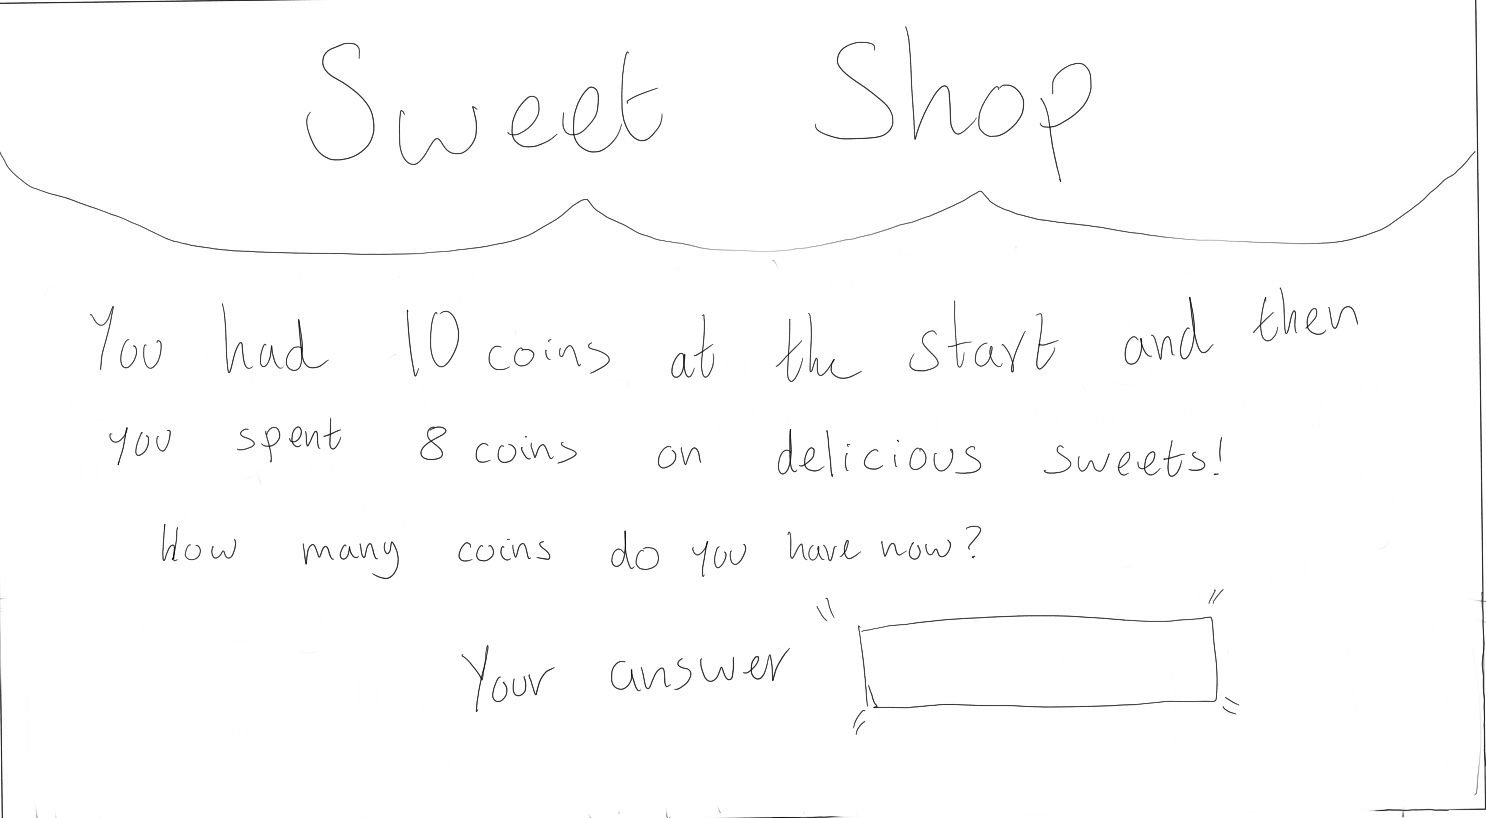 Sweet Shop
You had 10 coins at the start and then
you spent 8 coins on delicious sweets!
How many coins do you have now?
Your answer